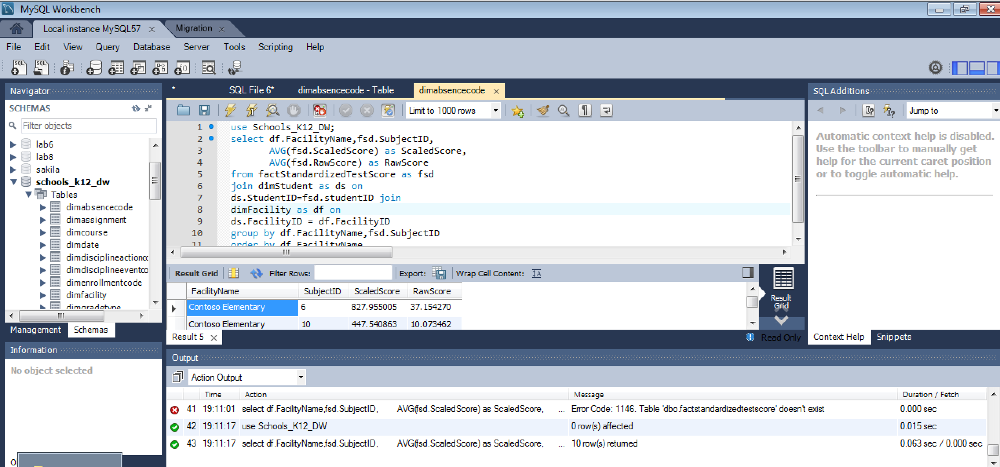 MySQL Workbench
Local instance MySQL57
Migration
File Edit View Query Database Server Tools Scripting Help
Navigator
SCHEMAS
Filter objects
lab6
lab8
sakila
schools_k12_dw
Tables
dimabsencecode
dimassignment
dimcourse
dimdate
dimdisciplineactionco
dimdisciplineeventco
dimenrollmentcode
dimfacility
dimgradetype
Management Schemas
Information
No object selected
* SQL File 6* dimabsencecode - Table dimabsencecode
Limit to 1000 rows
1 use Schools_K12_DW;
2 select df.FacilityName,fsd.SubjectID,
3 AVG(fsd.ScaledScore) as ScaledScore,
4 AVG(fsd.RawScore) as RawScore
5 from factStandardizedTestScore as fsd
6 join dimStudent as ds on
7 ds.StudentID=fsd.studentID join
8 dimFacility as df on
9 ds.FacilityID = df.FacilityID
10 group by df.FacilityName,fsd.SubjectID
11 order by df.FacilityName
Result Grid Filter Rows: Export: Wrap Cell Content:
FacilityName SubjectID ScaledScore RawScore
Contoso Elementary 6 827.955005 37.154270
Contoso Elementary 10 447.540863 10.073462
Result Grid
Result 5
Read Only
SQL Additions
Jump to
Automatic context help is disabled.
Use the toolbar to manually get
help for the current caret position
or to toggle automatic help.
Context Help Snippets
Output
Action Output
Time Action Message Duration / Fetch
41 19:11:01 select df.FacilityName,fsd.SubjectID, AVG(fsd.ScaledScore) as ScaledScore, ... Error Code: 1146. Table 'dbo.factstandardizedtestscore' doesn't exist 0.000 sec
42 19:11:17 use Schools_K12_DW 0 row(s) affected 0.015 sec
43 19:11:17 select df.FacilityName,fsd.SubjectID, AVG(fsd.ScaledScore) as ScaledScore, ... 10 row(s) returned 0.063 sec / 0.000 sec